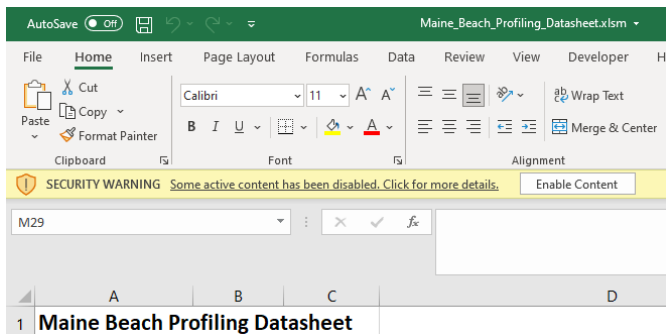 AutoSave Off Maine_Beach_Profiling_Datasheet.xlsm
File Home Insert Page Layout Formulas Data Review View Developer H
Cut
Calibri 11 A^ A˅
ab Wrap Text
Copy
Paste
Format Painter
B I U A
Merge & Center
Clipboard Font Alignment
SECURITY WARNING Some active content has been disabled. Click for more details. Enable Content
M29 fx
A B C D
1 Maine Beach Profiling Datasheet